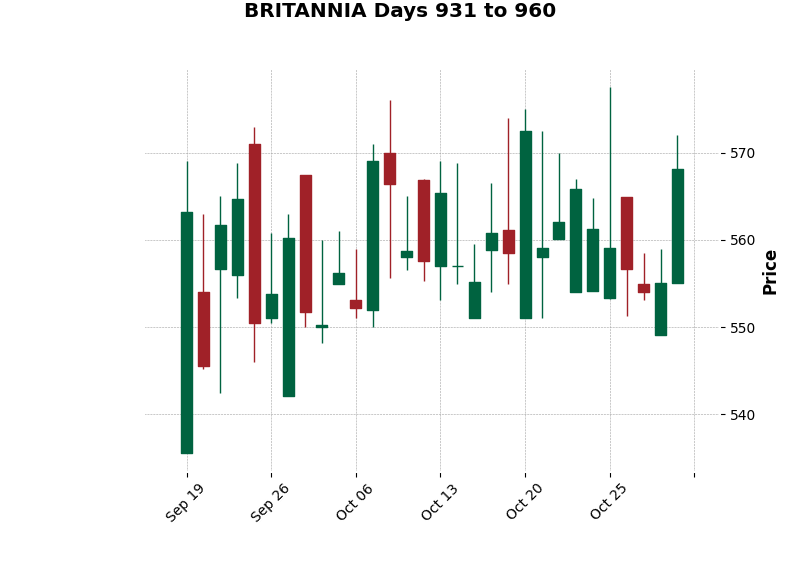 BRITANNIA Days 931 to 960
570
560
550
540
Price
Sep 19
Sep 26
Oct 06
Oct 13
Oct 20
Oct 25